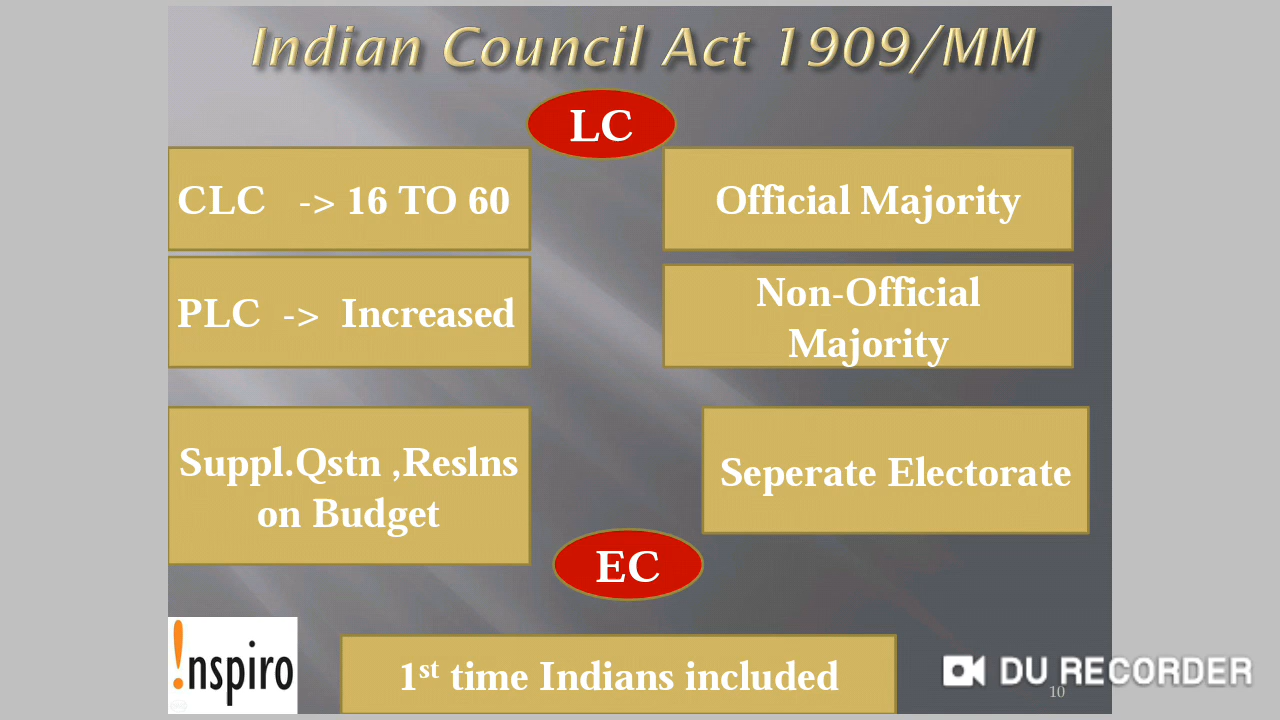 Indian Council Act 1909/MM
LC
CLC -> 16 TO 60
Official Majority
PLC -> Increased
Non-Official
Majority
Suppl.Qstn ,Reslns
on Budget
Seperate Electorate
EC
1st time Indians included
!nspiro
DU RECORDER
10